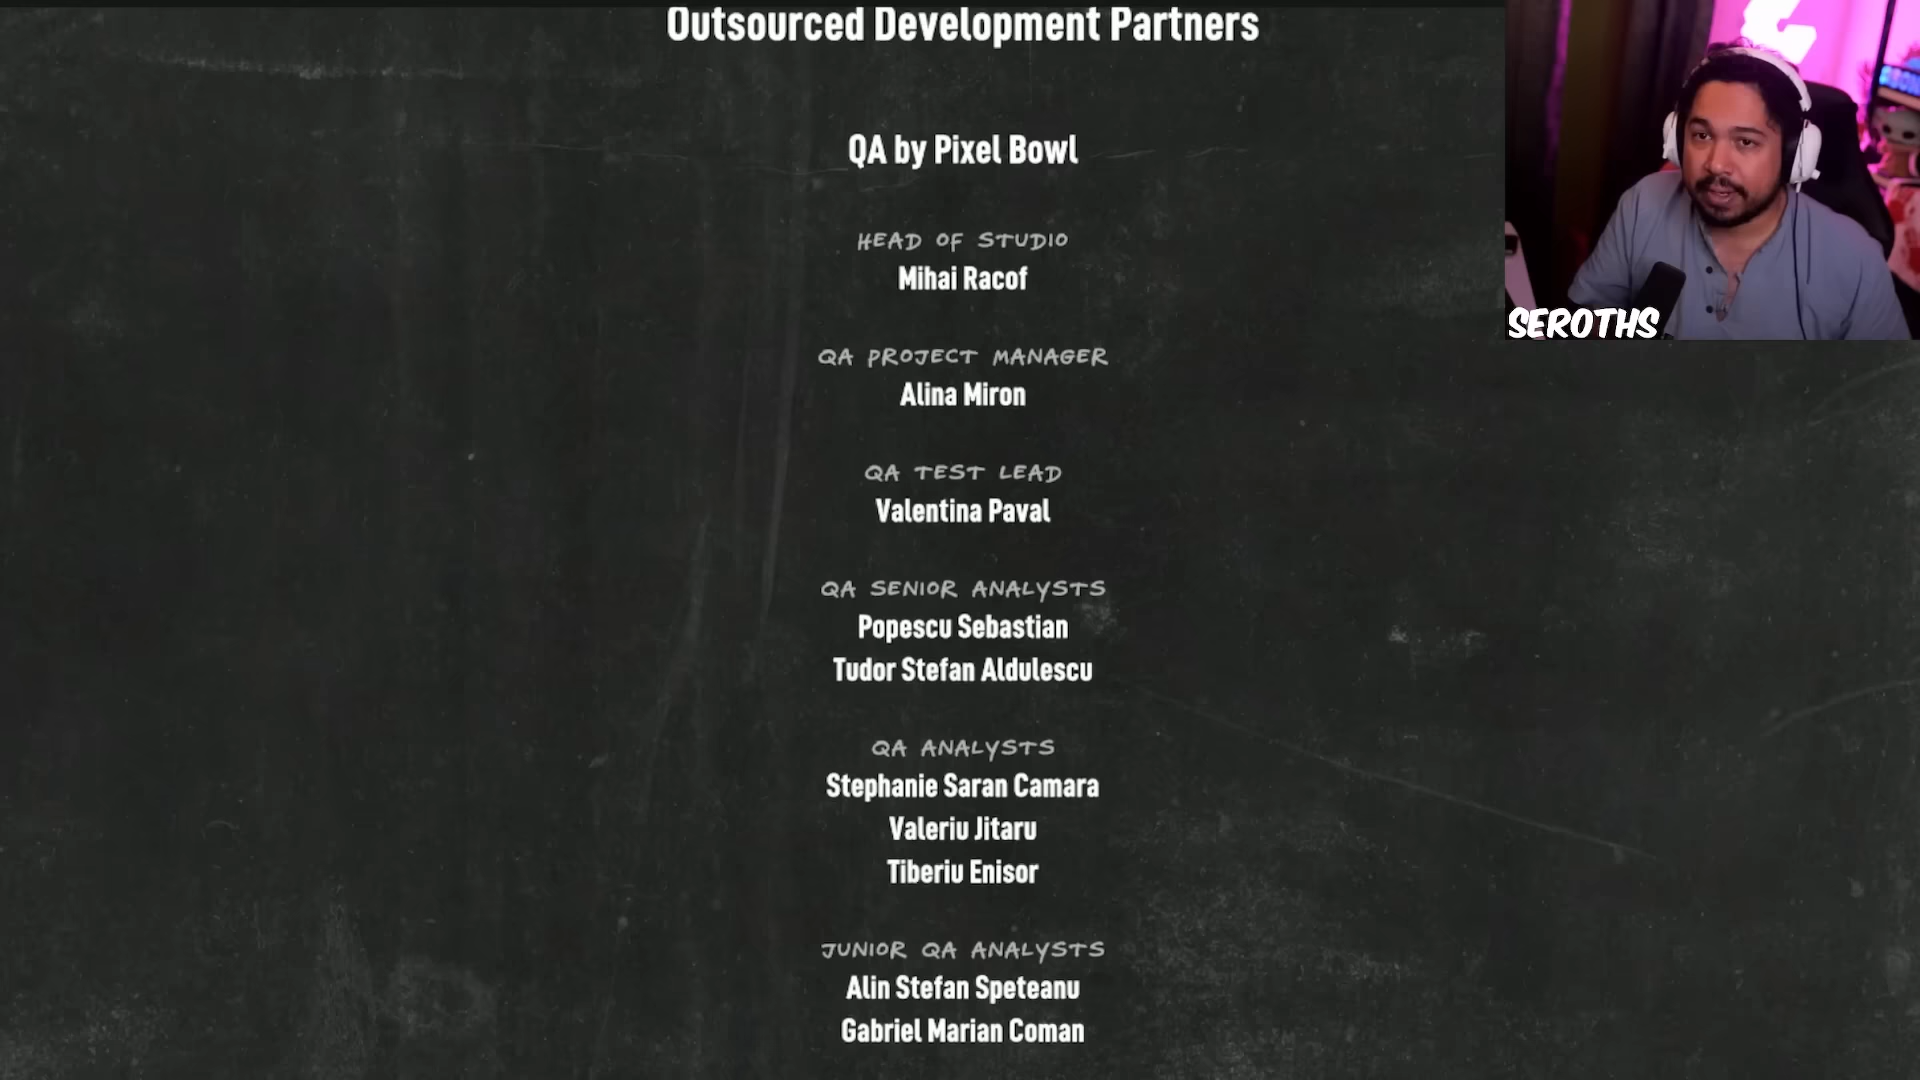 Outsourced Development Partners
QA by Pixel Bowl
HEAD OF STUDIO
Mihai Racof
QA PROJECT MANAGER
Alina Miron
QA TEST LEAD
Valentina Paval
QA SENIOR ANALYSTS
Popescu Sebastian
Tudor Stefan Aldulescu
QA ANALYSTS
Stephanie Saran Camara
Valeriu Jitaru
Tiberiu Enisor
JUNIOR QA ANALYSTS
Alin Stefan Speteanu
Gabriel Marian Coman
SEROTHS